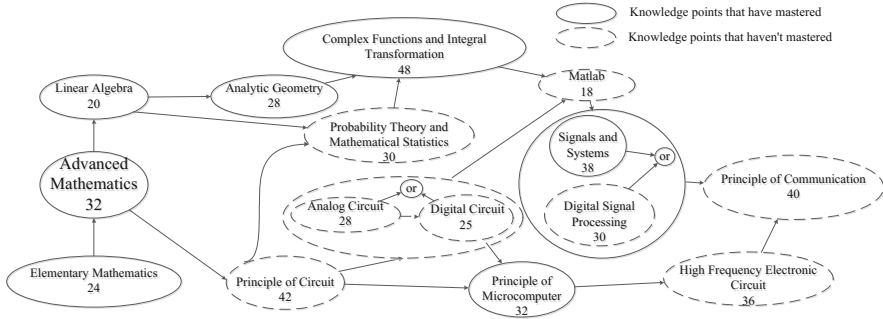 Knowledge points that have mastered
Knowledge points that haven't mastered
Complex Functions and Integral
Transformation
48
Linear Algebra
20
Analytic Geometry
28
Matlab
18
Probability Theory and
Mathematical Statistics
30
Signals and
Systems
38
or
Advanced
Mathematics
32
or
Analog Circuit
28
Digital Circuit
25
Digital Signal
Processing
30
Principle of Communication
40
Elementary Mathematics
24
Principle of Circuit
42
Principle of
Microcomputer
32
High Frequency Electronic
Circuit
36